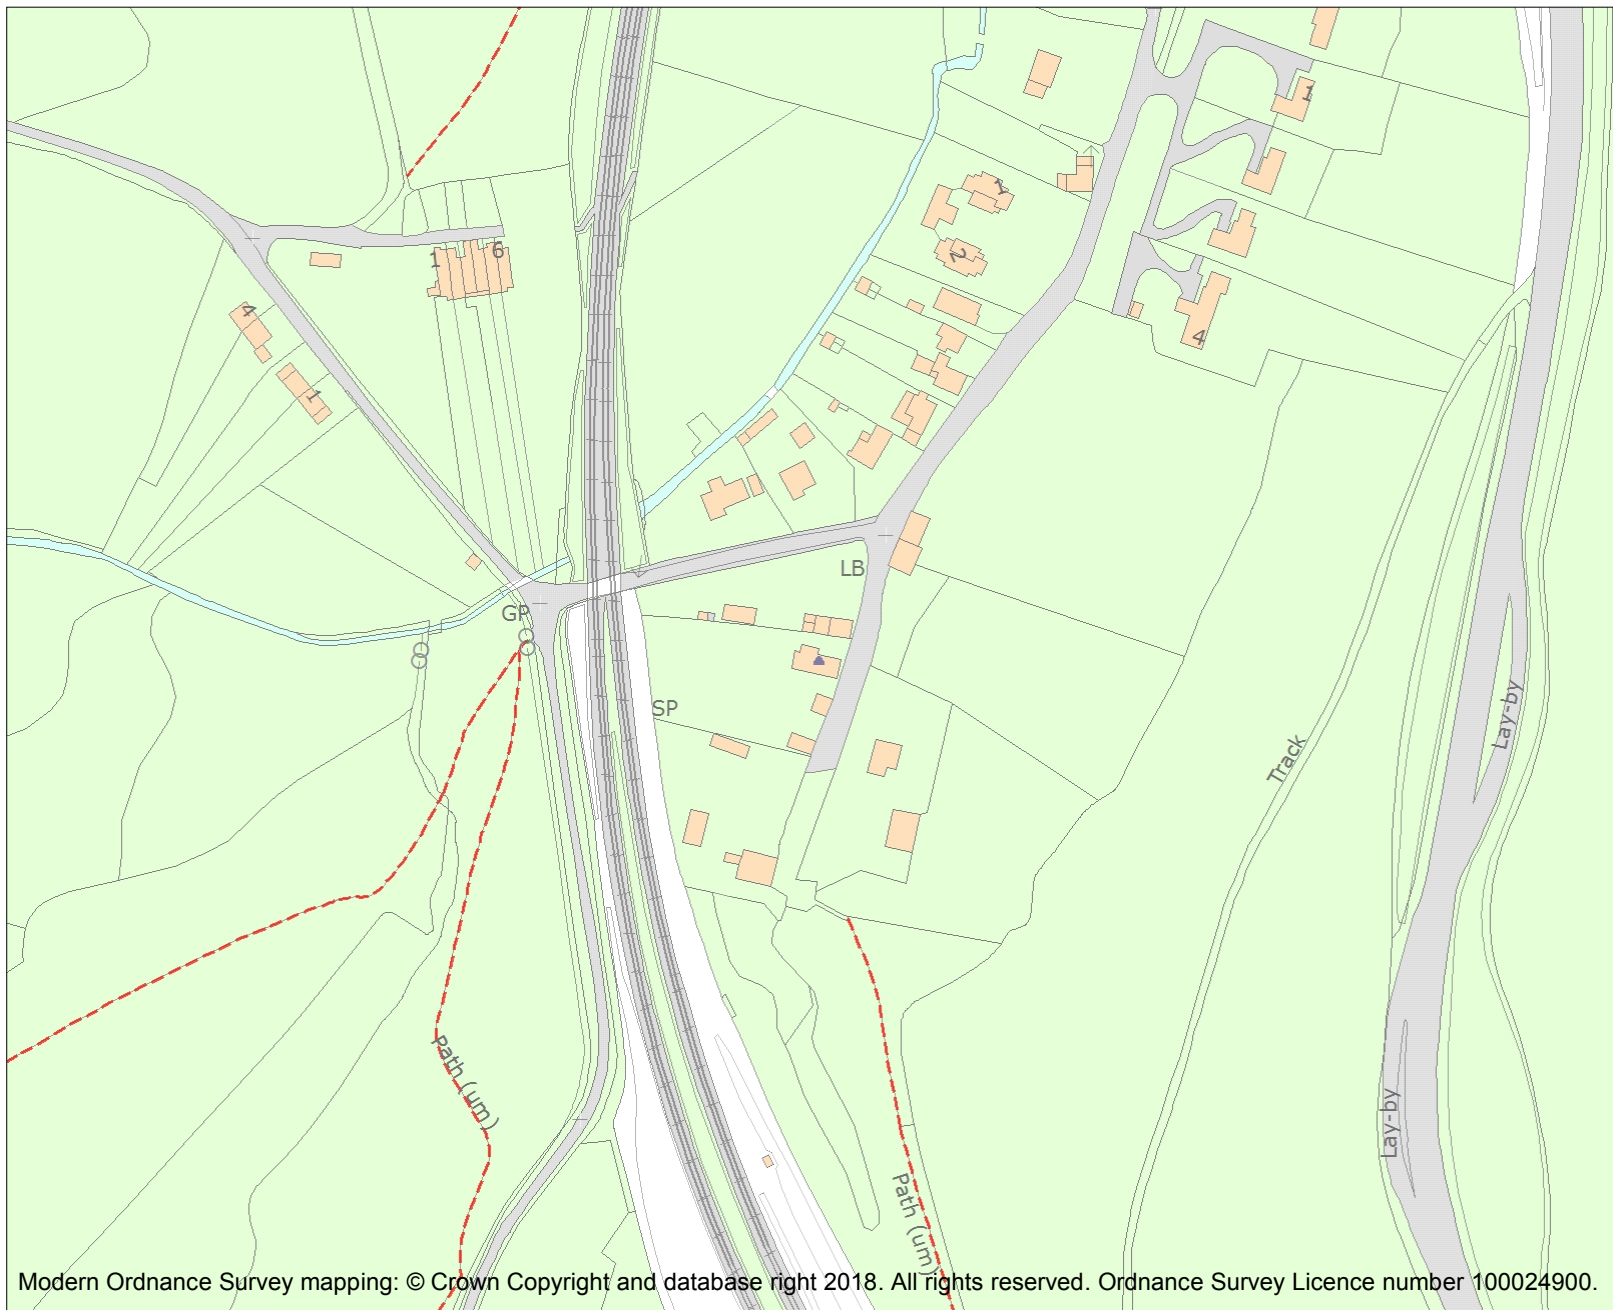 1
1
2
1
6
4
1
4
LB
GP
SP
Track
Lay-by
Path (um)
Lay-by
Path (um)
Modern Ordnance Survey mapping: © Crown Copyright and database right 2018. All rights reserved. Ordnance Survey Licence number 100024900.